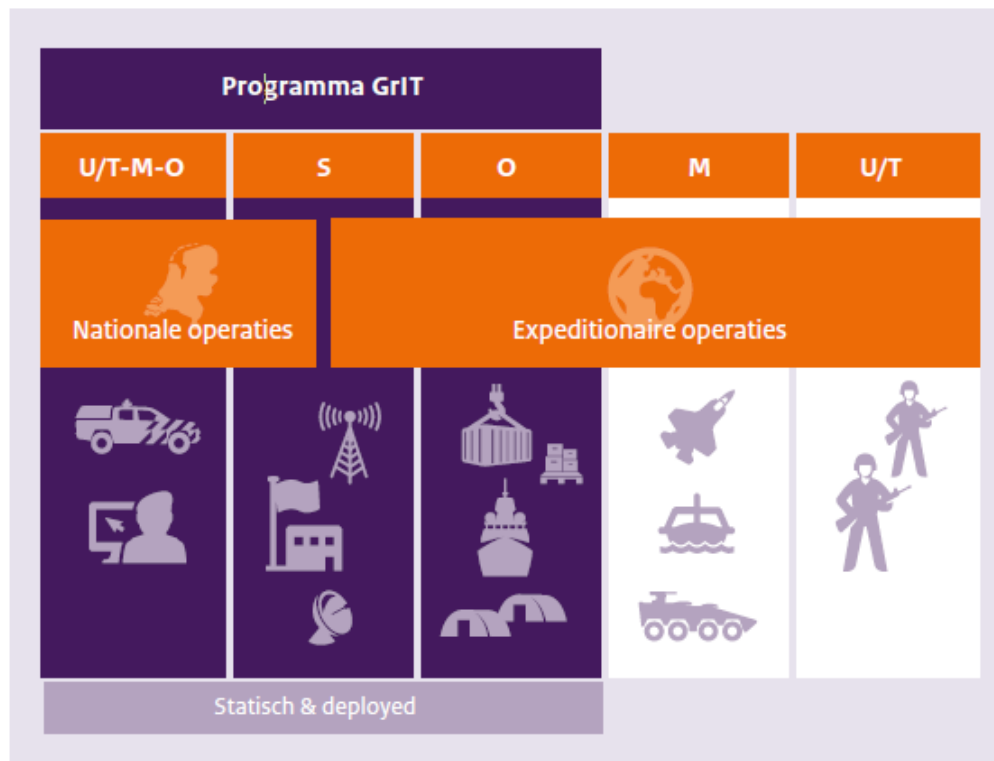 Programma GrIT
U/T-M-O
S
O
M
U/T
Nationale operaties
Expeditionaire operaties
Statisch & deployed